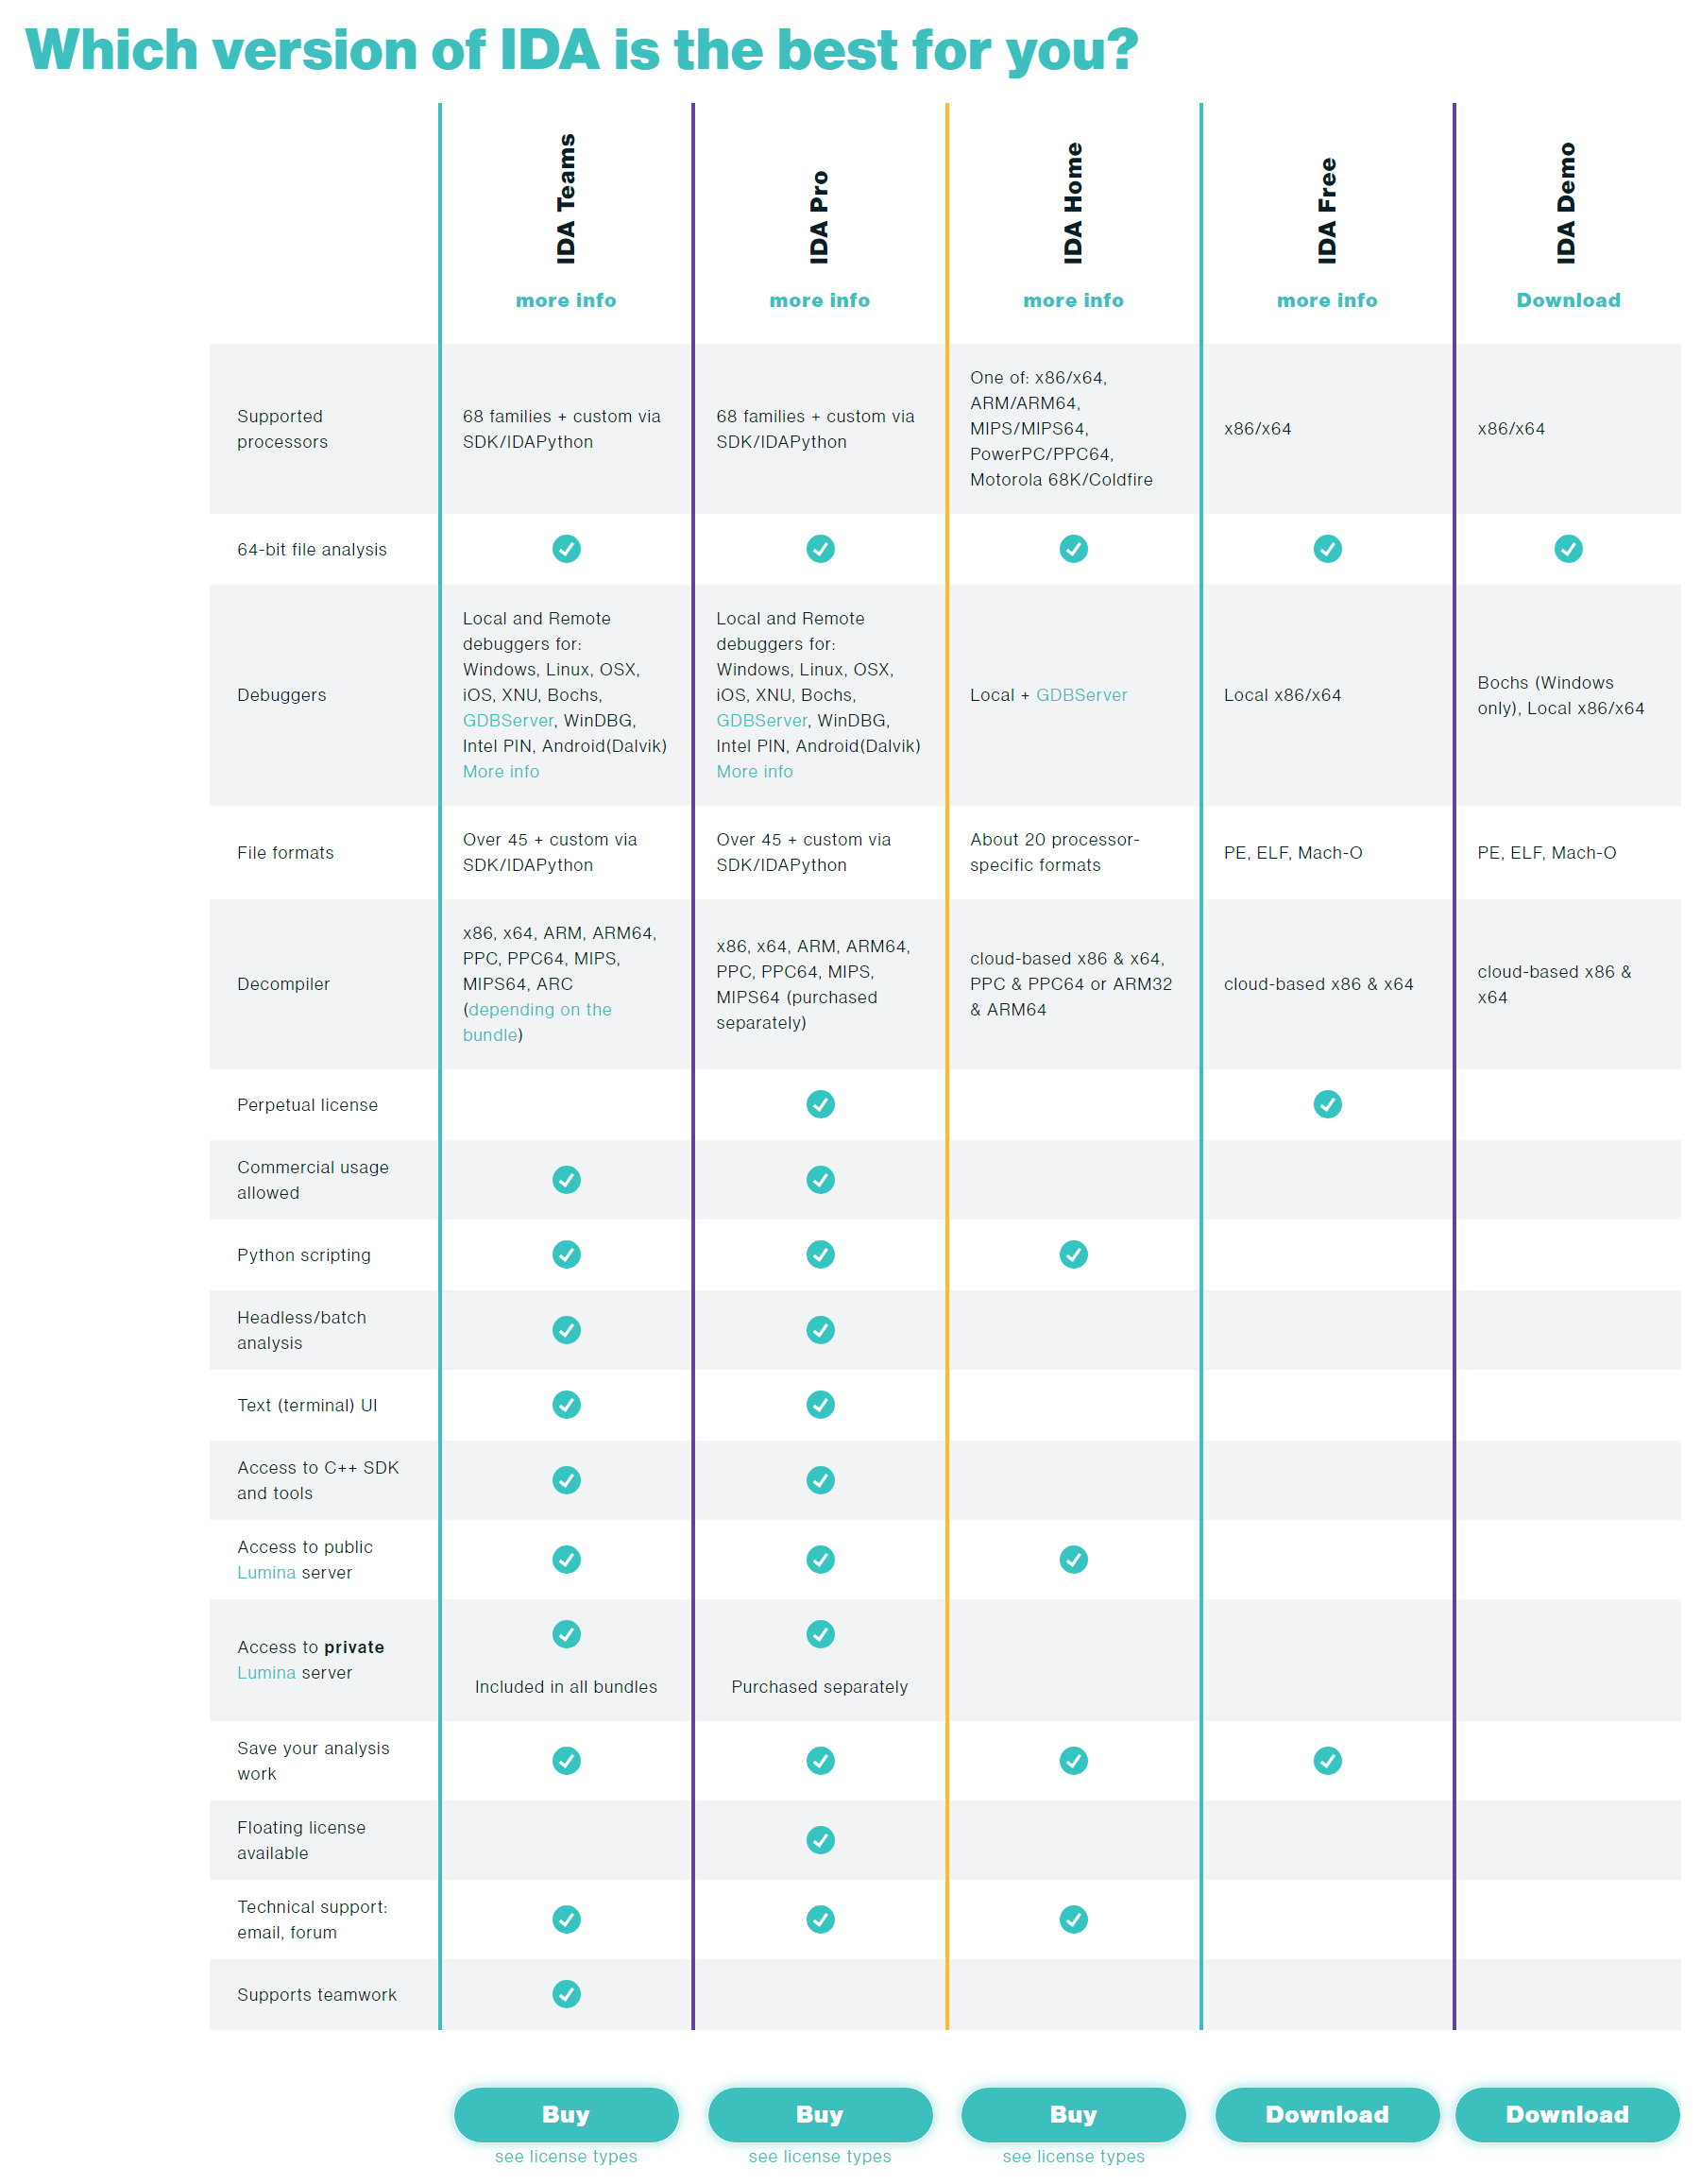 Which version of IDA is the best for you?
IDA Teams
IDA Pro
IDA Home
IDA Free
IDA Demo
more info
more info
more info
more info
Download
Supported
processors
68 families + custom via
SDK/IDAPython
68 families + custom via
SDK/IDAPython
One of: x86/x64,
ARM/ARM64,
MIPS/MIPS64,
PowerPC/PPC64,
Motorola 68K/Coldfire
x86/x64
x86/x64
64-bit file analysis
Debuggers
Local and Remote
debuggers for:
Windows, Linux, OSX,
iOS, XNU, Bochs,
GDBServer, WinDBG,
Intel PIN, Android(Dalvik)
More info
Local and Remote
debuggers for:
Windows, Linux, OSX,
iOS, XNU, Bochs,
GDBServer, WinDBG,
Intel PIN, Android(Dalvik)
More info
Local + GDBServer
Local x86/x64
Bochs (Windows
only), Local x86/x64
File formats
Over 45 + custom via
SDK/IDAPython
Over 45 + custom via
SDK/IDAPython
About 20 processor-
specific formats
PE, ELF, Mach-O
PE, ELF, Mach-O
Decompiler
x86, x64, ARM, ARM64,
PPC, PPC64, MIPS,
MIPS64, ARC
(depending on the
bundle)
x86, x64, ARM, ARM64,
PPC, PPC64, MIPS,
MIPS64 (purchased
separately)
cloud-based x86 & x64,
PPC & PPC64 or ARM32
& ARM64
cloud-based x86 & x64
cloud-based x86 &
x64
Perpetual license
Commercial usage
allowed
Python scripting
Headless/batch
analysis
Text (terminal) UI
Access to C++ SDK
and tools
Access to public
Lumina server
Access to private
Lumina server
Included in all bundles
Purchased separately
Save your analysis
work
Floating license
available
Technical support:
email, forum
Supports teamwork
Buy
Buy
Buy
Download
Download
see license types
see license types
see license types